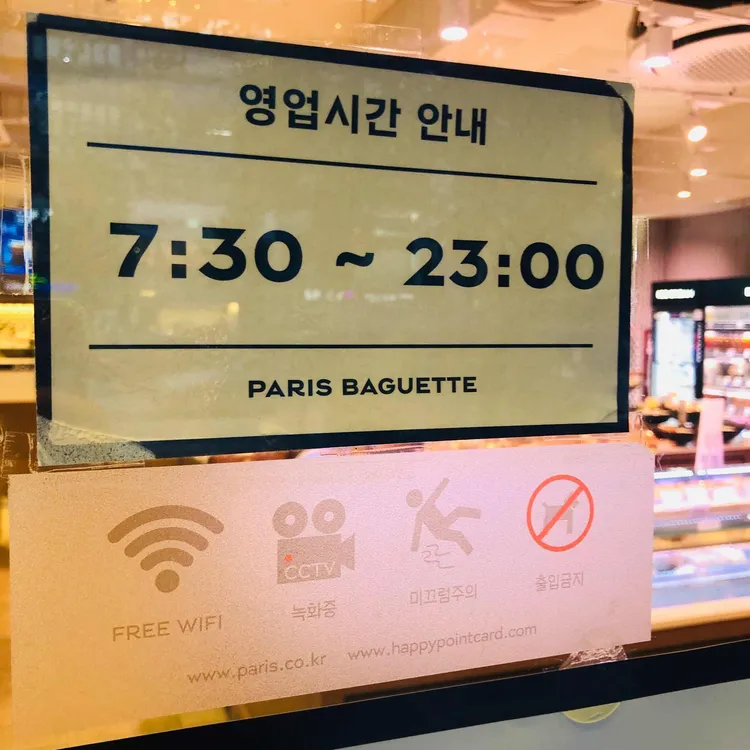 영업시간 안내
7:30 ~ 23:00
PARIS BAGUETTE
FREE WIFI
CCTV
녹화중
미끄럼주의
출입금지
www.paris.co.kr
www.happypointcard.com